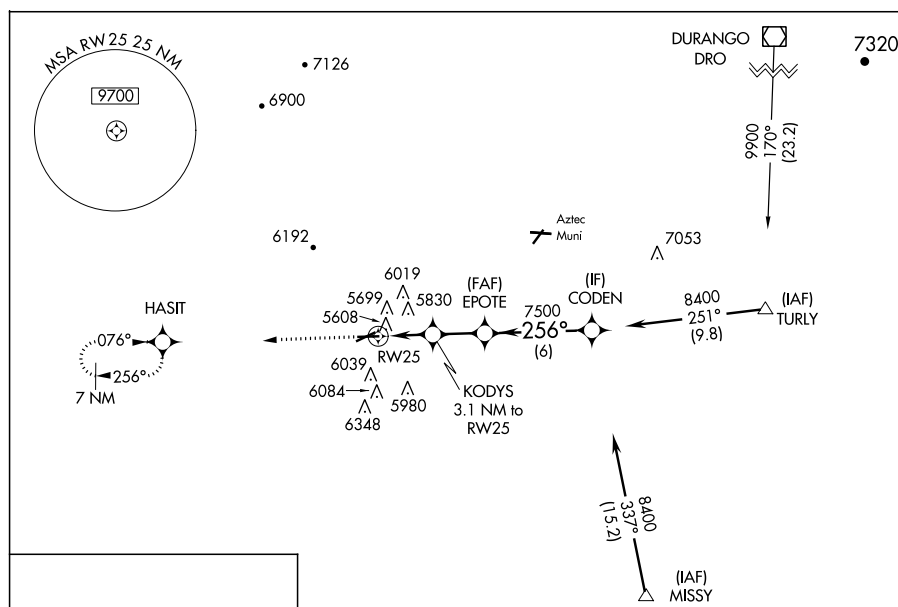 MSA RW25 25 NM
9700
7126
6900
DURANGO
DRO
7320
9900
170°
(23.2)
Aztec
Muni
6192
7053
6019
5699
5830
5608
(FAF)
EPOTE
7500
256°
(6)
(IF)
CODEN
8400
251°
(9.8)
(IAF)
TURLY
HASIT
076°
256°
7 NM
RW25
6039
6084
6348
5980
KODYS
3.1 NM to
RW25
8400
337°
(15.2)
(IAF)
MISSY